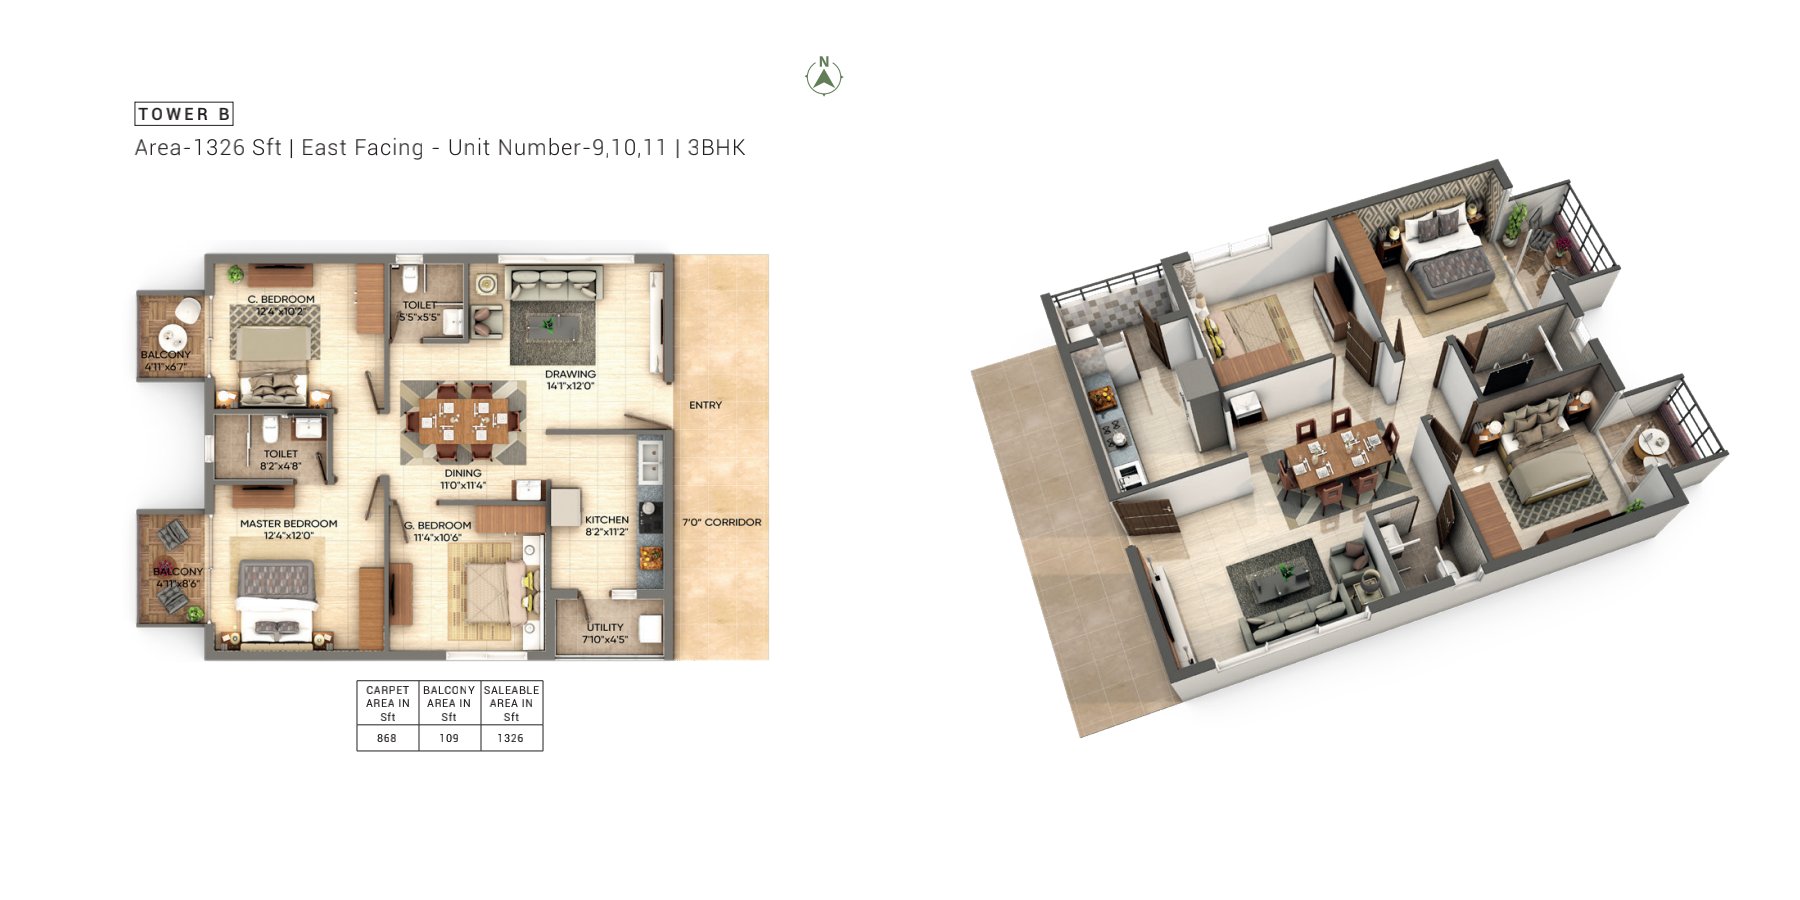 N
TOWER B
Area-1326 Sft | East Facing - Unit Number-9,10,11 | 3BHK
C. BEDROOM
12'4"x10'2"
TOILET
5'5"x5'5"
BALCONY
4'11"x6'7"
DRAWING
14'1"x12'0"
ENTRY
TOILET
8'2"x4'8"
DINING
11'0"x11'4"
MASTER BEDROOM
12'4"x12'0"
G. BEDROOM
11'4"x10'6"
KITCHEN
8'2"x11'2"
7'0" CORRIDOR
BALCONY
4'11"x8'6"
UTILITY
7'10"x4'5"
CARPET AREA IN Sft
BALCONY AREA IN Sft
SALEABLE AREA IN Sft
868
109
1326